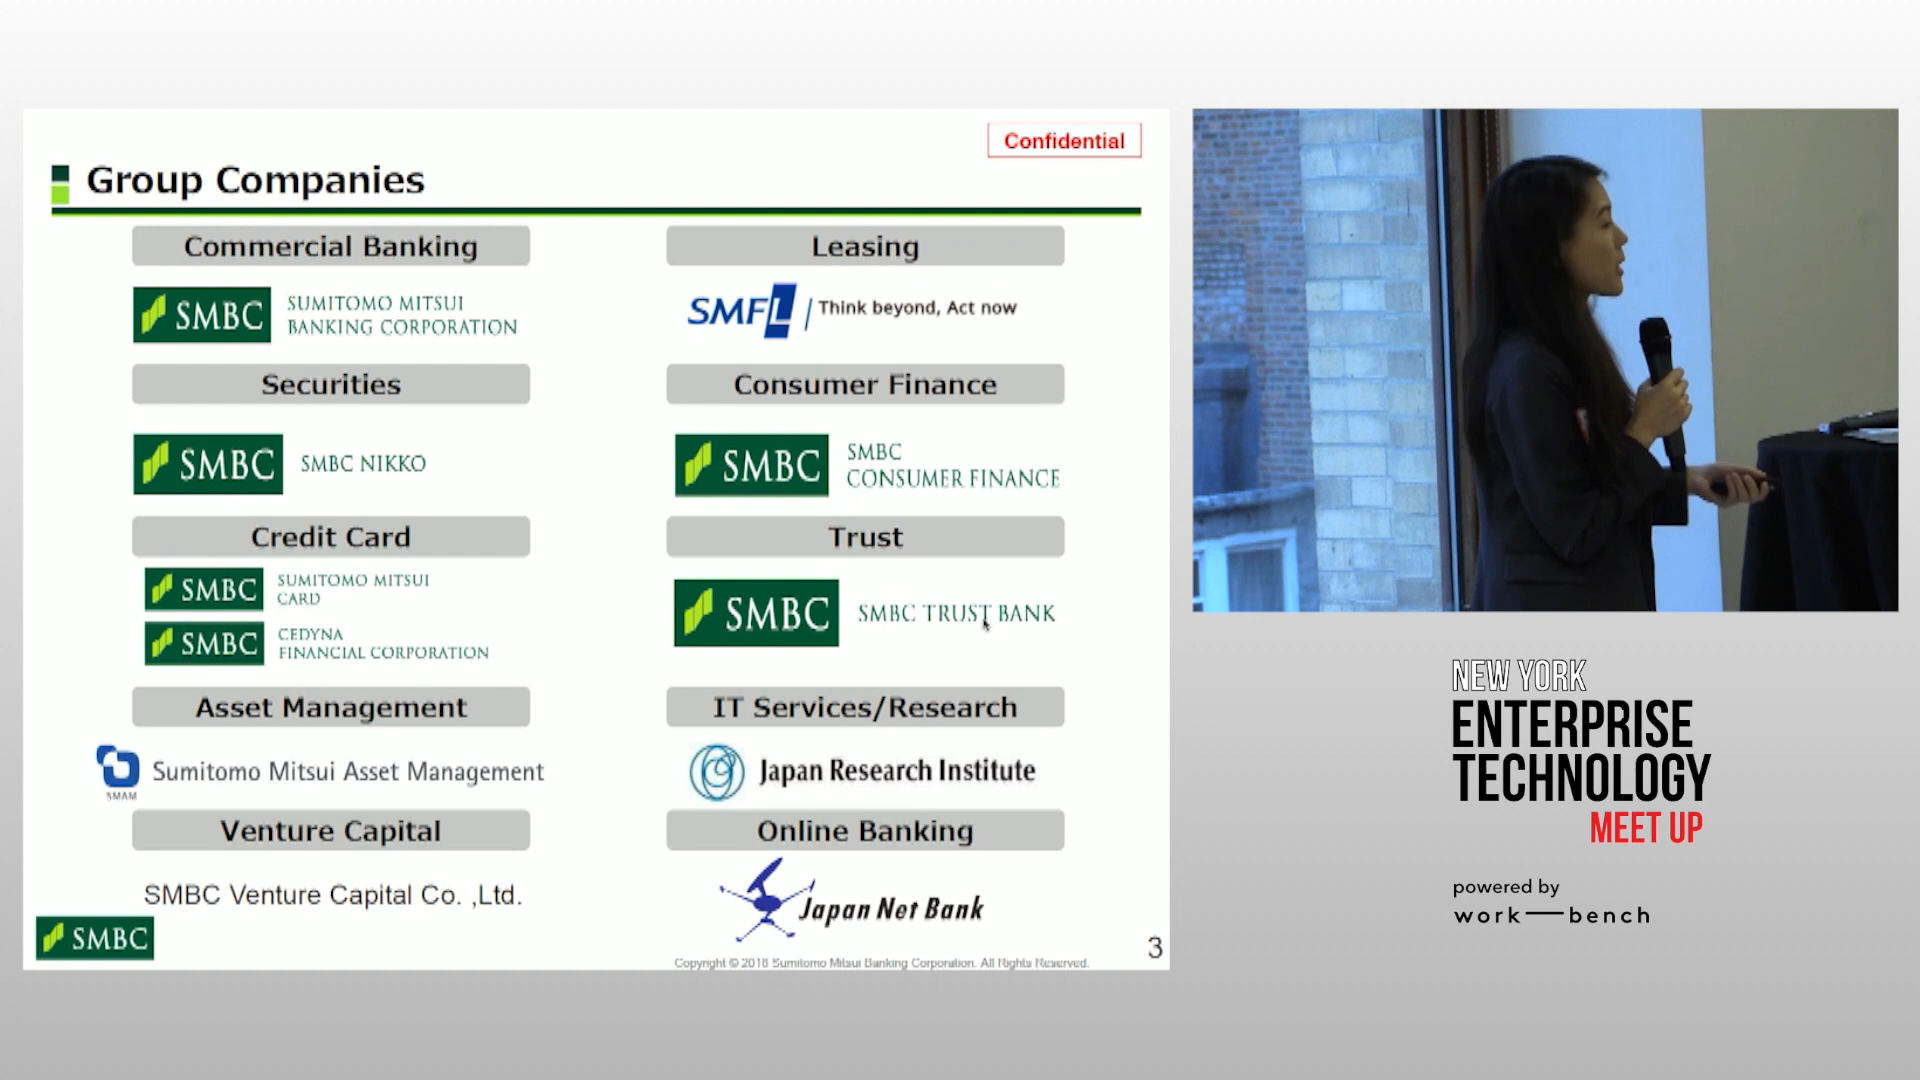 Confidential
Group Companies
Commercial Banking
SMBC
SUMITOMO MITSUI
BANKING CORPORATION
Leasing
SMFL
Think beyond, Act now
Securities
SMBC
SMBC NIKKO
Consumer Finance
SMBC
SMBC
CONSUMER FINANCE
Credit Card
SMBC
SUMITOMO MITSUI
CARD
SMBC
CEDYNA
FINANCIAL CORPORATION
Trust
SMBC
SMBC TRUST BANK
Asset Management
SMAM
Sumitomo Mitsui Asset Management
IT Services/Research
Japan Research Institute
Venture Capital
SMBC Venture Capital Co. ,Ltd.
Online Banking
Japan Net Bank
SMBC
Copyright © 2018 Sumitomo Mitsui Banking Corporation. All Rights Reserved.
3
NEW YORK
ENTERPRISE
TECHNOLOGY
MEET UP
powered by
work—bench